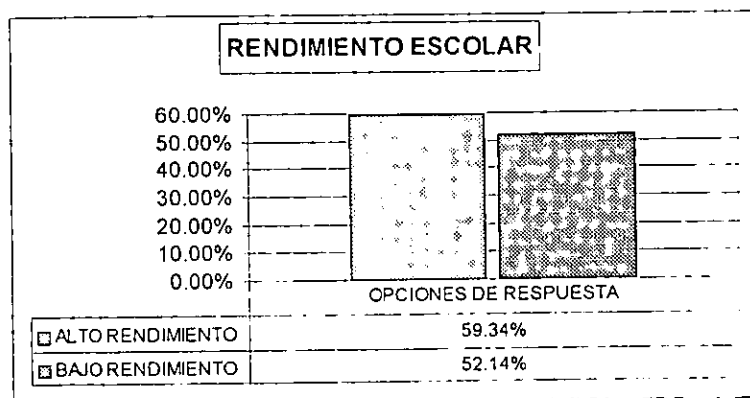 RENDIMIENTO ESCOLAR
60.00%
50.00%
40.00%
30.00%
20.00%
10.00%
0.00%
OPCIONES DE RESPUESTA
ALTO RENDIMIENTO 59.34%
BAJO RENDIMIENTO 52.14%